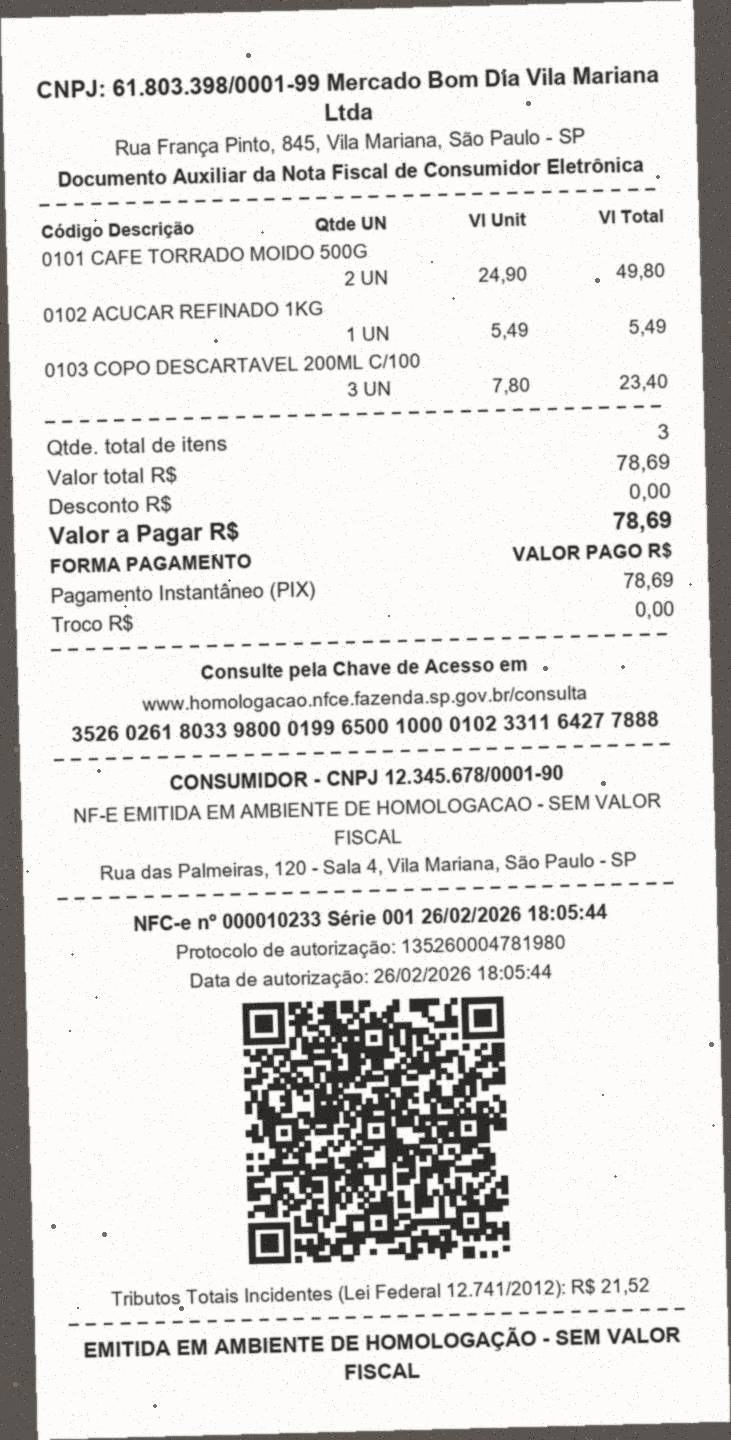 CNPJ: 61.803.398/0001-99 Mercado Bom Dia Vila Mariana
Ltda
Rua França Pinto, 845, Vila Mariana, São Paulo - SP
Documento Auxiliar da Nota Fiscal de Consumidor Eletrônica
Código Descrição Qtde UN Vl Unit Vl Total
0101 CAFE TORRADO MOIDO 500G
2 UN 24,90 49,80
0102 ACUCAR REFINADO 1KG
1 UN 5,49 5,49
0103 COPO DESCARTAVEL 200ML C/100
3 UN 7,80 23,40
Qtde. total de itens 3
Valor total R$ 78,69
Desconto R$ 0,00
Valor a Pagar R$ 78,69
FORMA PAGAMENTO VALOR PAGO R$
Pagamento Instantâneo (PIX) 78,69
Troco R$ 0,00
Consulte pela Chave de Acesso em
www.homologacao.nfce.fazenda.sp.gov.br/consulta
3526 0261 8033 9800 0199 6500 1000 0102 3311 6427 7888
CONSUMIDOR - CNPJ 12.345.678/0001-90
NF-E EMITIDA EM AMBIENTE DE HOMOLOGACAO - SEM VALOR
FISCAL
Rua das Palmeiras, 120 - Sala 4, Vila Mariana, São Paulo - SP
NFC-e nº 000010233 Série 001 26/02/2026 18:05:44
Protocolo de autorização: 135260004781980
Data de autorização: 26/02/2026 18:05:44
Tributos Totais Incidentes (Lei Federal 12.741/2012): R$ 21,52
EMITIDA EM AMBIENTE DE HOMOLOGAÇÃO - SEM VALOR
FISCAL